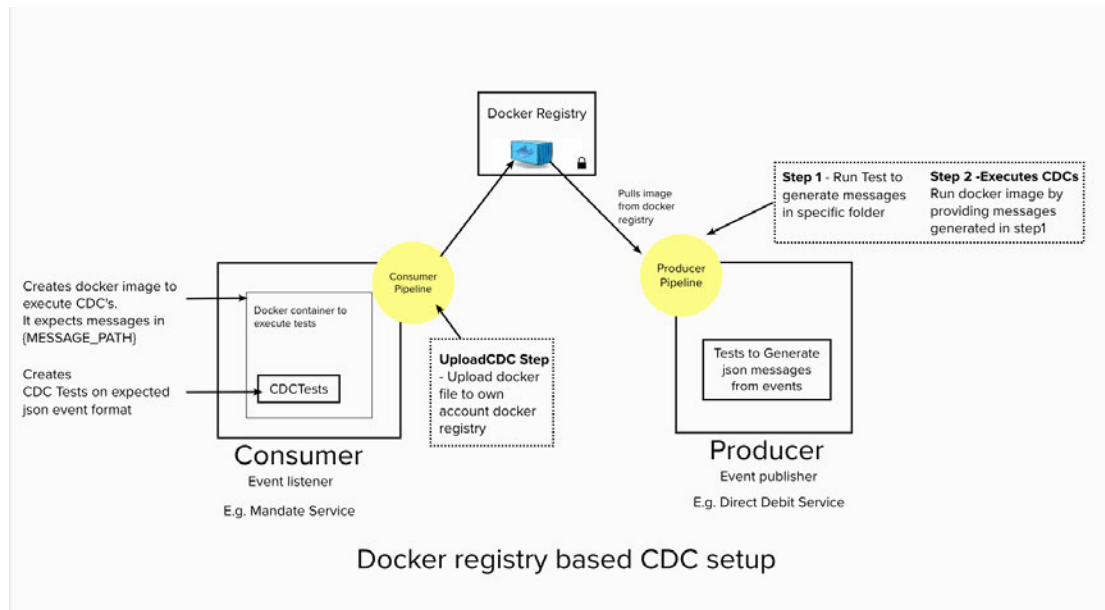 Docker Registry
Pulls image
from docker
registry
Step 1 - Run Test to
generate messages
in specific folder
Step 2 -Executes CDCs
Run docker image by
providing messages
generated in step1
Consumer
Pipeline
Producer
Pipeline
Creates docker image to
execute CDC's.
It expects messages in
{MESSAGE_PATH}
Docker container to
execute tests
Creates
CDC Tests on expected
json event format
CDCTests
UploadCDC Step
- Upload docker
file to own
account docker
registry
Tests to Generate
json messages
from events
Consumer
Event listener
E.g. Mandate Service
Producer
Event publisher
E.g. Direct Debit Service
Docker registry based CDC setup